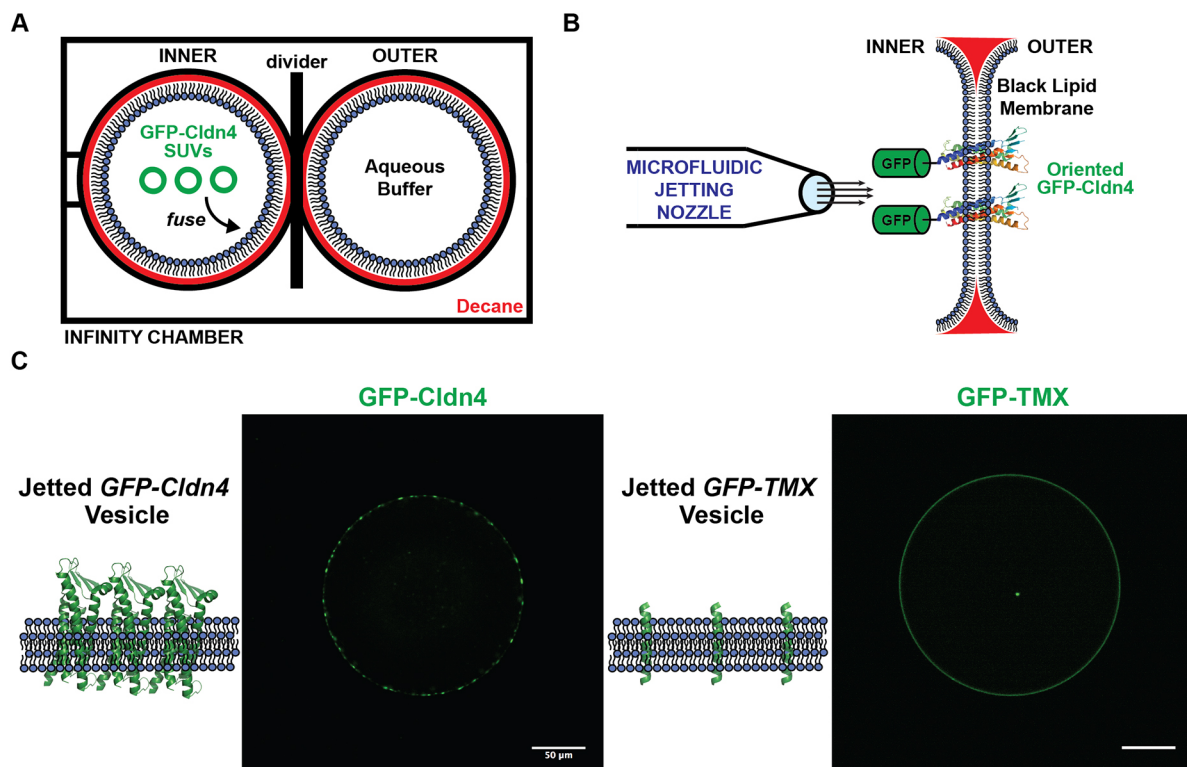 A
INNER
divider
OUTER
GFP-Cldn4
SUVs
fuse
Aqueous
Buffer
Decane
INFINITY CHAMBER
B
INNER
OUTER
Black Lipid
Membrane
MICROFLUIDIC
JETTING
NOZZLE
GFP
GFP
Oriented
GFP-Cldn4
C
GFP-Cldn4
Jetted GFP-Cldn4
Vesicle
50 µm
GFP-TMX
Jetted GFP-TMX
Vesicle